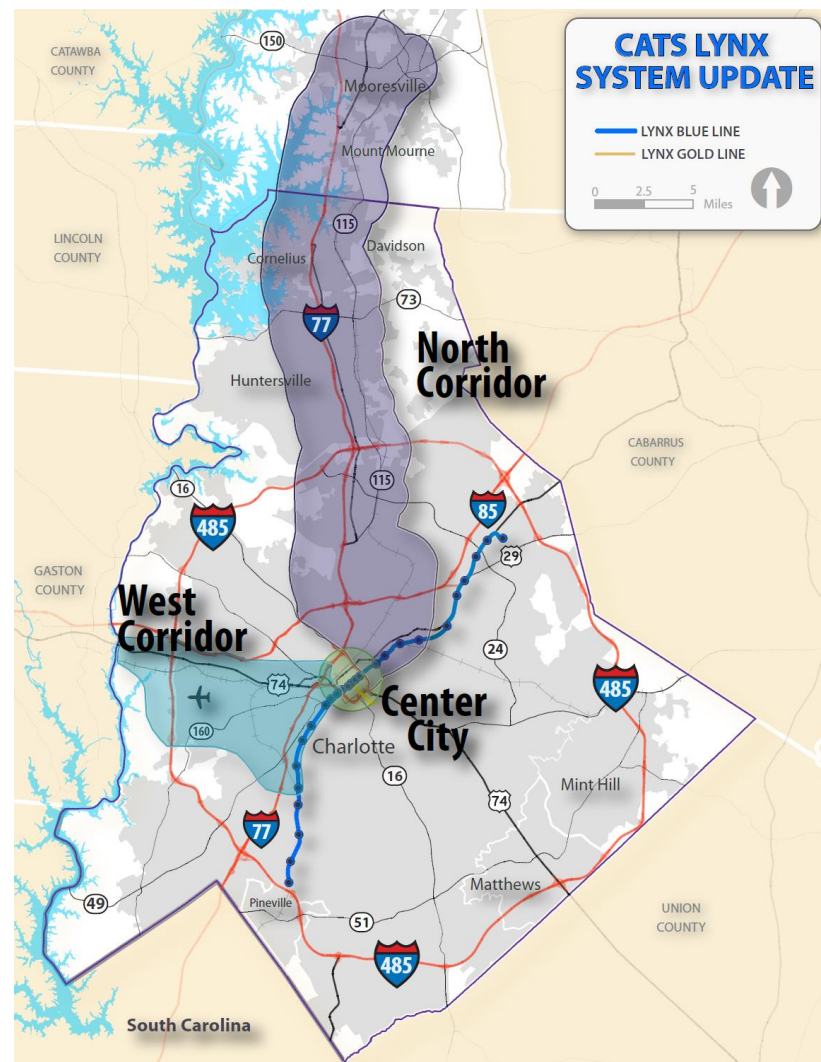 CATS LYNX
SYSTEM UPDATE
LYNX BLUE LINE
LYNX GOLD LINE
0 2.5 5
Miles
CATAWBA
COUNTY
150
Mooresville
Mount Mourne
LINCOLN
COUNTY
115
Davidson
Cornelius
73
77
North
Corridor
Huntersville
CABARRUS
COUNTY
16
115
485
85
29
GASTON
COUNTY
West
Corridor
24
74
485
Center
City
160
Charlotte
16
Mint Hill
74
77
Matthews
49
Pineville
51
UNION
COUNTY
485
South Carolina